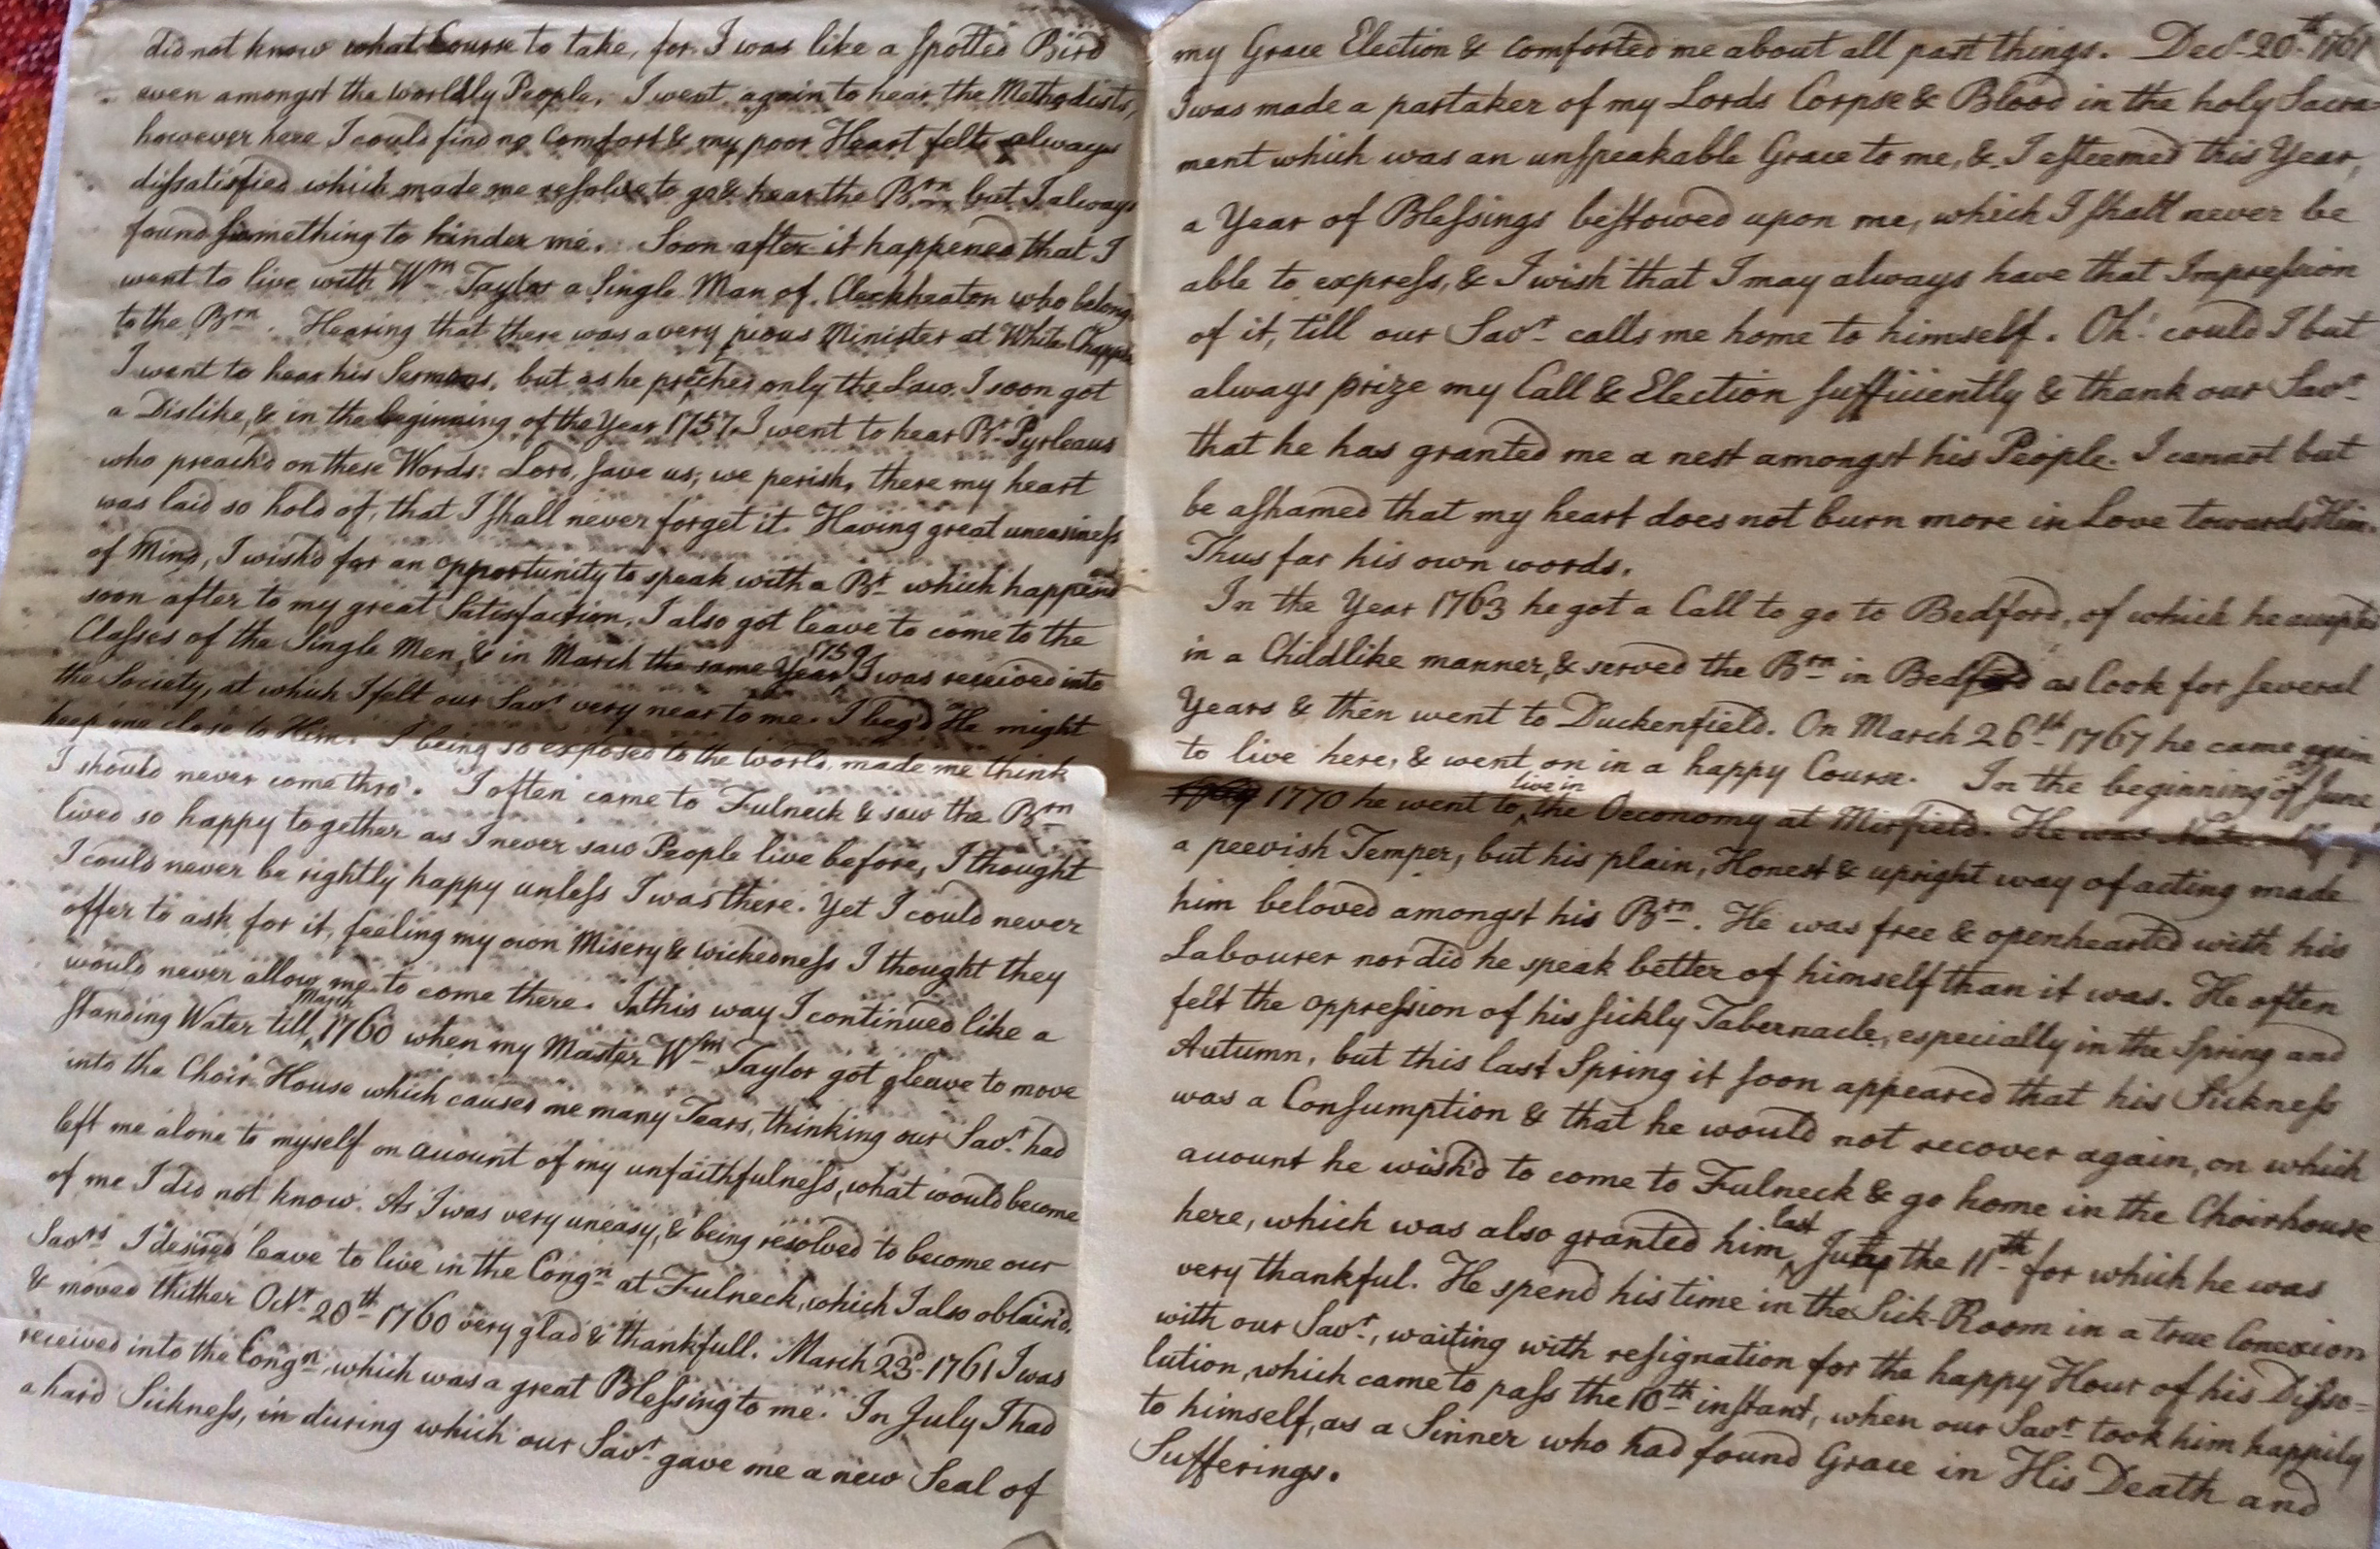 did not know what Course to take, for I was like a spotted Bird
even amongst the worldly People. I went again to hear the Methodists,
however here I could find no Comfort & my poor Heart felt always
dissatisfied which made me resolve to go & hear the Brn but I always
found something to hinder me. Soon after it happened that I
went to live with Wm Taylor a Single Man of Cleckheaton who belong
to the Brn. Hearing that there was a very pious Minister at White Chappel
I went to hear his Sermons, but as he preached only the Law I soon got
a Dislike, & in the beginning of the Year 1757 I went to hear Br Pyrleaus
who preach'd on these Words: Lord, save us, we perish, there my heart
was laid so hold of, that I shall never forget it. Having great uneasiness
of Mind, I wish'd for an opportunity to speak with a Br which happened
soon after to my great Satisfaction. I also got leave to come to the
Classes of the Single Men, & in March the same Year 1759 I was received into
the Society, at which I felt our Savr very near to me. I beg'd He might
keep me close to Him. I being so exposed to the World, made me think
I should never come thro'. I often came to Fulneck & saw the Brn
lived so happy together as I never saw People live before, I thought
I could never be rightly happy unless I was there. Yet I could never
offer to ask for it, feeling my own Misery & wickedness I thought they
would never allow me to come there. In this way I continued like a
standing Water till March 1760 when my Master Wm Taylor got gleave to move
into the Choir House which caused me many Tears, thinking our Savr had
left me alone to myself on account of my unfaithfulness, what would become
of me I did not know. As I was very uneasy, & being resolved to become our
Savrs I desired leave to live in the Congn at Fulneck, which I also obtain'd,
& moved thither Octr 20th 1760 very glad & thankfull. March 23d 1761 I was
received into the Congn, which was a great Blessing to me. In July I had
a hard Sickness, in during which our Savr gave me a new Seal of
my Grace Election & comforted me about all past things. Decr 20th 1761
I was made a partaker of my Lords Corpse & Blood in the holy Sacra
ment which was an unspeakable Grace to me, & I esteemed this Year,
a Year of Blessings bestowed upon me, which I shall never be
able to express, & I wish that I may always have that Impression
of it, till our Savr calls me home to himself. Oh! could I but
always prize my Call & Election sufficiently & thank our Savr
that he has granted me a nest amongst his People. I cannot but
be ashamed that my heart does not burn more in Love towards Him.
Thus far his own words.
In the Year 1763 he got a Call to go to Bedford, of which he accepted
in a Childlike manner, & served the Brn in Bedford as Cook for several
Years & then went to Duckenfield. On March 26th 1767 he came again
to live here, & went on in a happy Course. In the beginning of June
1770 he went to live in the Oeconomy at Mirfield. He was
a peevish Temper, but his plain, Honest & upright way of acting made
him beloved amongst his Brn. He was free & openhearted with his
Labourer nor did he speak better of himself than it was. He often
felt the oppression of his sickly Tabernacle, especially in the Spring and
Autumn, but this last Spring it soon appeared that his Sickness
was a Consumption & that he would not recover again, on which
account he wish'd to come to Fulneck & go home in the Choirhouse
here, which was also granted him last the 11th for which he was
very thankful. He spend his time in the Sick-Room in a true Conexion
with our Savr, waiting with resignation for the happy Hour of his Disso=
lution, which came to pass the 10th instant, when our Savr took him happily
to himself, as a Sinner who had found Grace in His Death and
Sufferings.